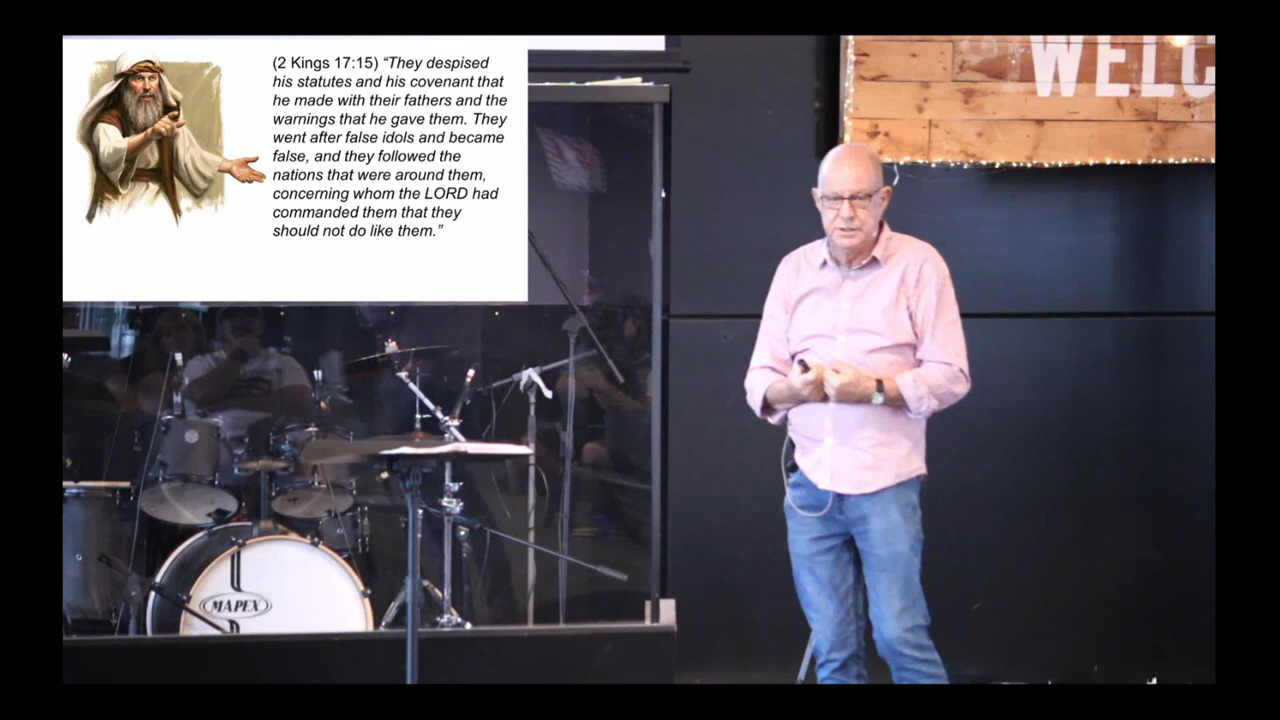 (2 Kings 17:15) “They despised
his statutes and his covenant that
he made with their fathers and the
warnings that he gave them. They
went after false idols and became
false, and they followed the
nations that were around them,
concerning whom the LORD had
commanded them that they
should not do like them.”
WELC
MAPEX